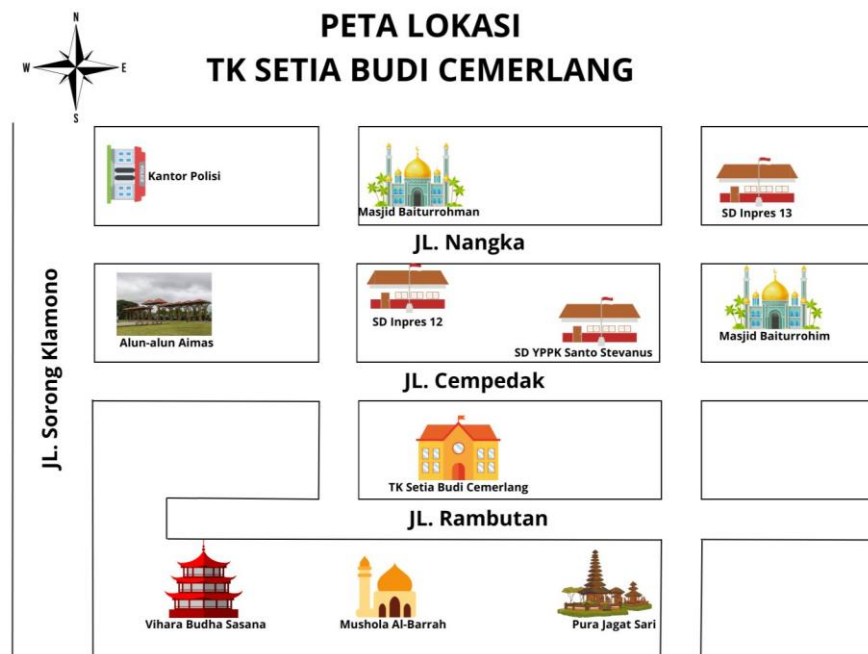 PETA LOKASI
TK SETIA BUDI CEMERLANG
N
W
E
S
Kantor Polisi
Masjid Baiturrohman
SD Inpres 13
JL. Nangka
JL. Sorong Klamono
Alun-alun Aimas
SD Inpres 12
SD YPPK Santo Stevanus
Masjid Baiturrohim
JL. Cempedak
TK Setia Budi Cemerlang
JL. Rambutan
Vihara Budha Sasana
Mushola Al-Barrah
Pura Jagat Sari